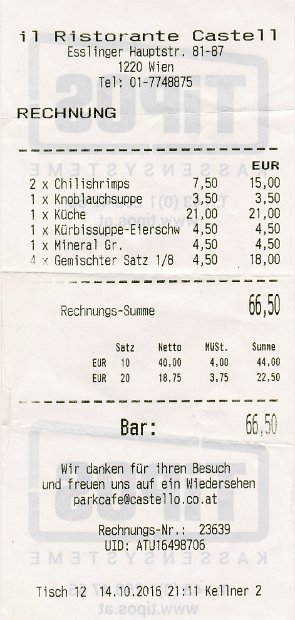 il Ristorante Castell
Esslinger Hauptstr. 81-87
1220 Wien
Tel: 01-7748875
RECHNUNG
EUR
2 x Chilishrimps 7,50 15,00
1 x Knoblauchsuppe 3,50 3,50
1 x Küche 21,00 21,00
1 x Kürbissuppe-Eierschw 4,50 4,50
1 x Mineral Gr. 4,50 4,50
4 x Gemischter Satz 1/8 4,50 18,00
Rechnungs-Summe 66,50
Satz Netto MUSt. Summe
EUR 10 40,00 4,00 44,00
EUR 20 18,75 3,75 22,50
Bar: 66,50
Wir danken für ihren Besuch
und freuen uns auf ein Wiedersehen
parkcafe@castello.co.at
Rechnungs-Nr.: 23639
UID: ATU16498706
Tisch 12 14.10.2016 21:11 Kellner 2